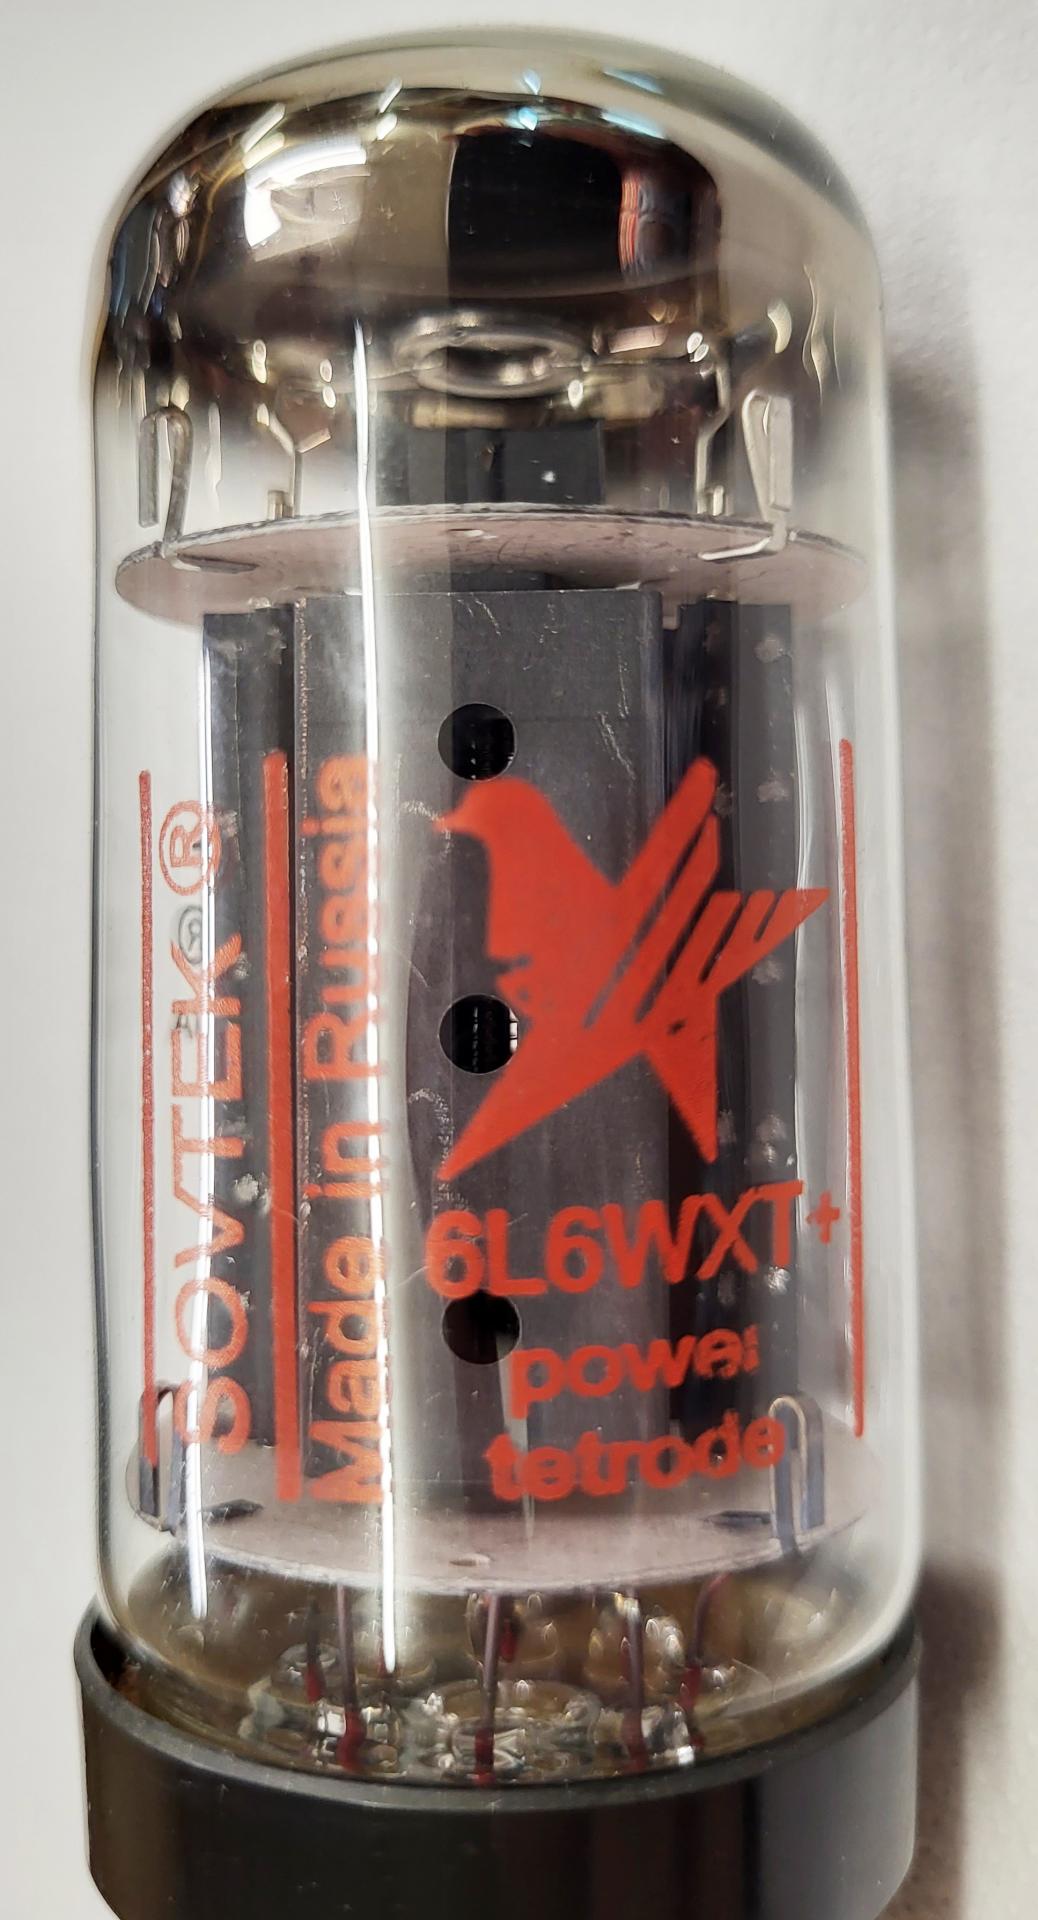 SOVTEK®
Made in Russia
6L6WXT+
power
tetrode